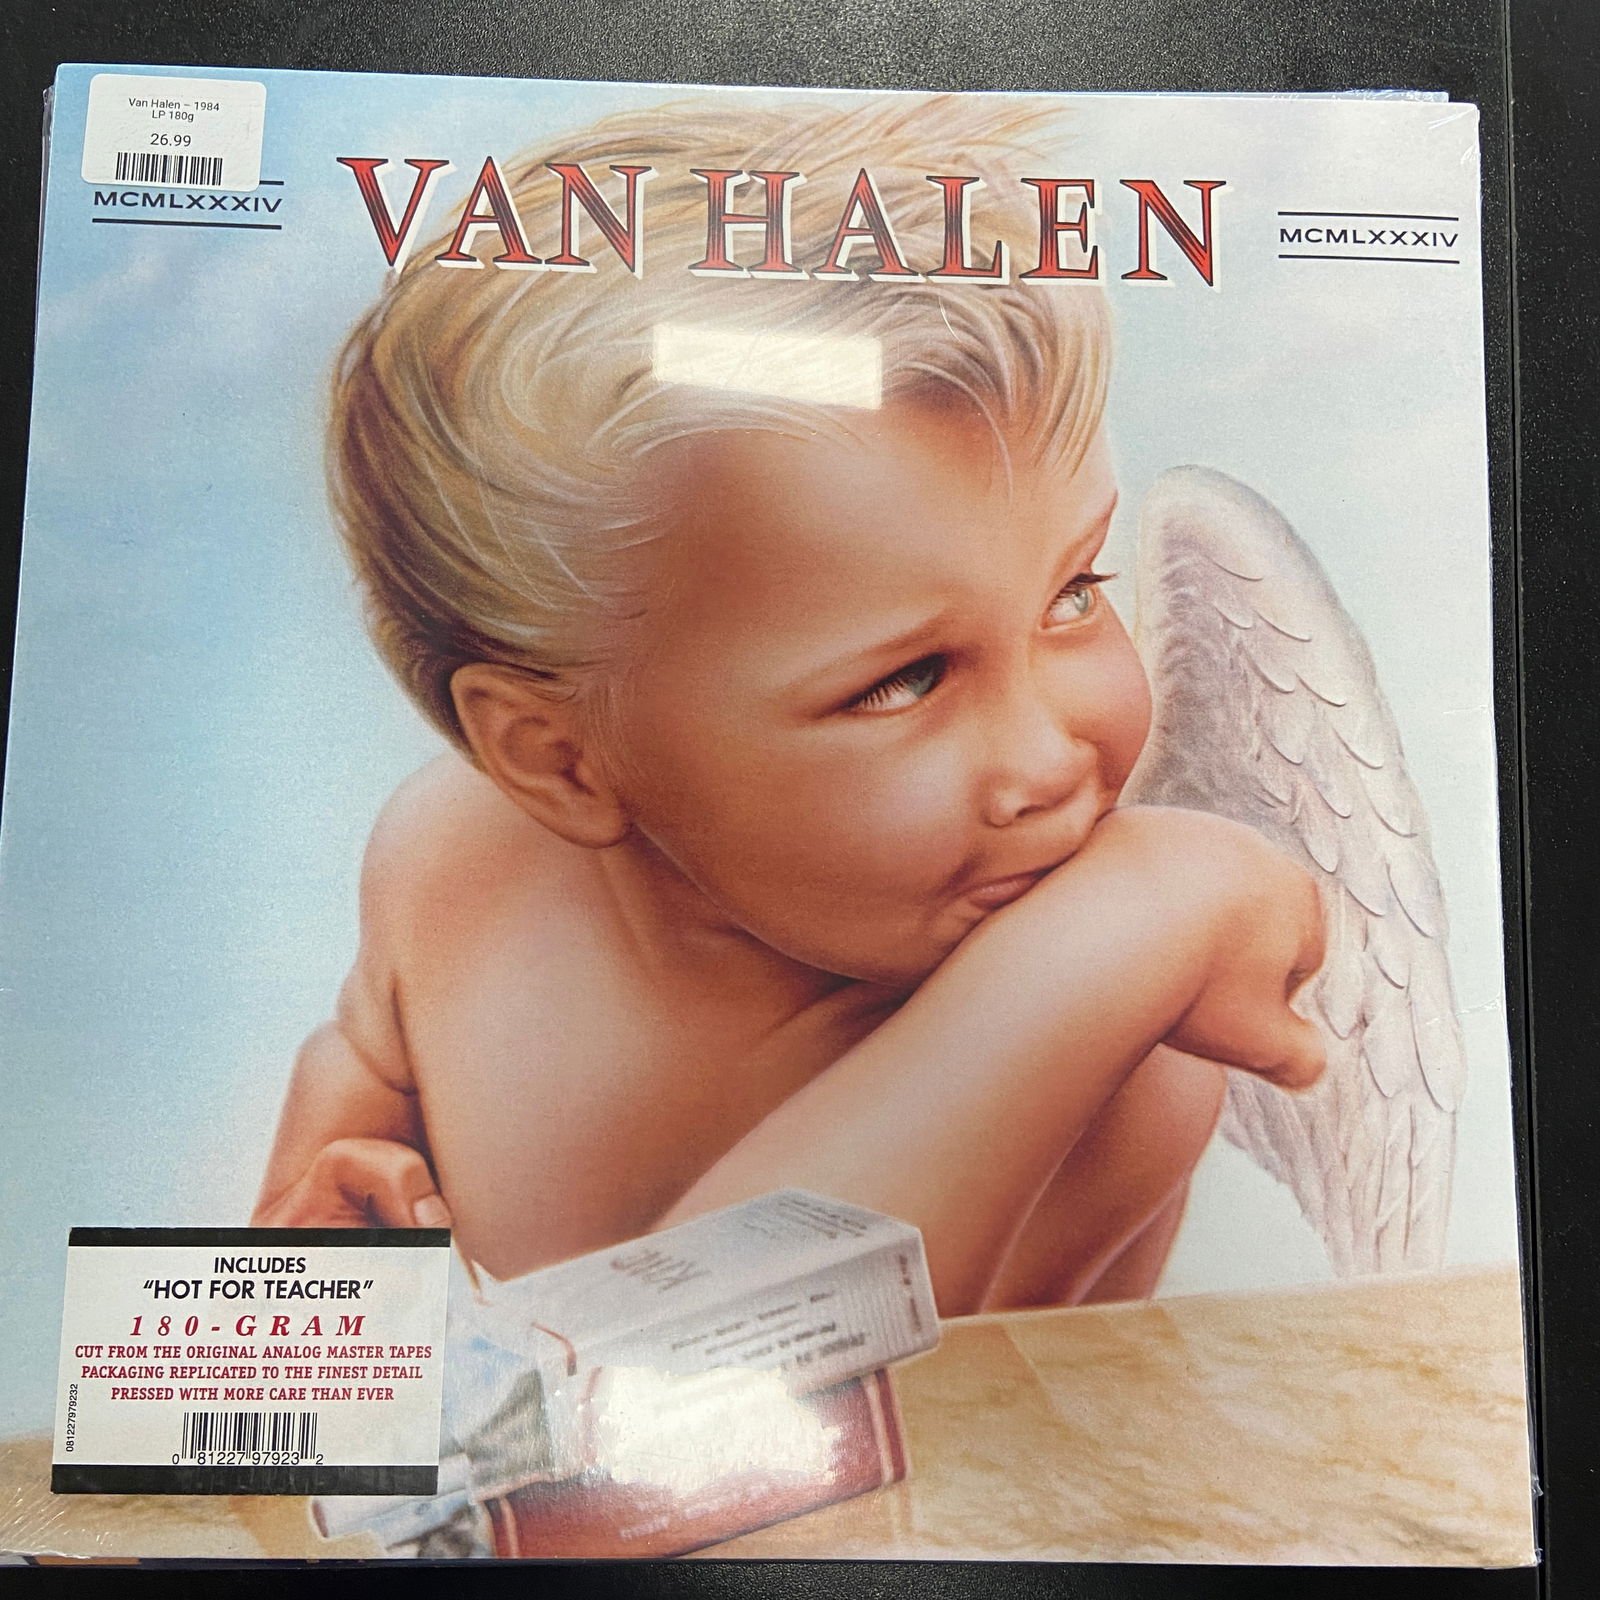 Van Halen – 1984
LP 180g
26.99
MCMLXXXIV
VAN HALEN
MCMLXXXIV
INCLUDES
"HOT FOR TEACHER"
180-GRAM
CUT FROM THE ORIGINAL ANALOG MASTER TAPES
PACKAGING REPLICATED TO THE FINEST DETAIL
PRESSED WITH MORE CARE THAN EVER
081227979232
0 81227 97923 2